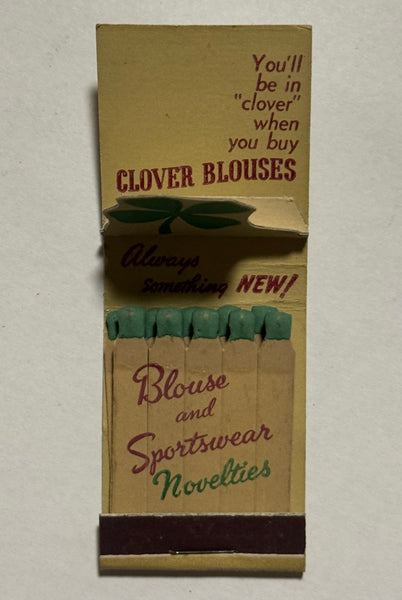 You'll
be in
"clover"
when
you buy
CLOVER BLOUSES
Always
something NEW!
Blouse
and
Sportswear
Novelties